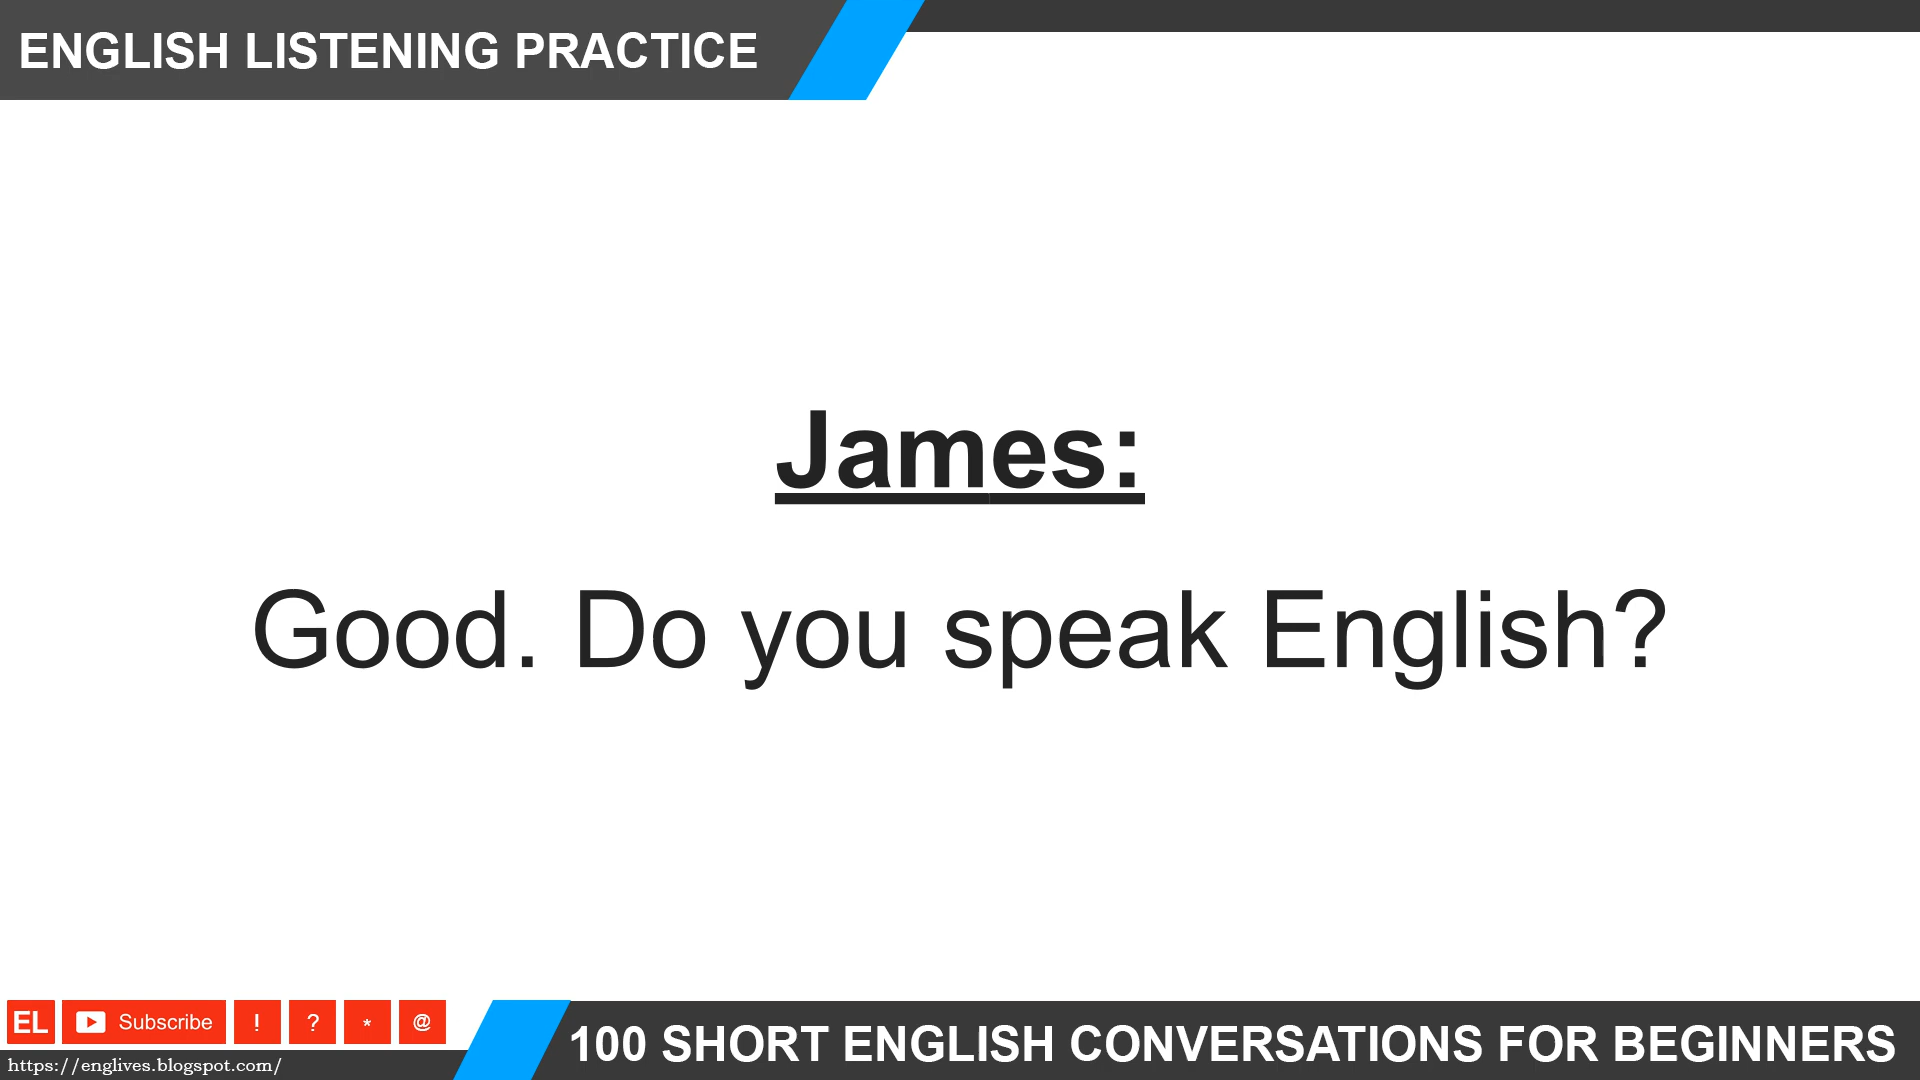 ENGLISH LISTENING PRACTICE
James:
Good. Do you speak English?
EL Subscribe ! ? * @
https://englives.blogspot.com/
100 SHORT ENGLISH CONVERSATIONS FOR BEGINNERS